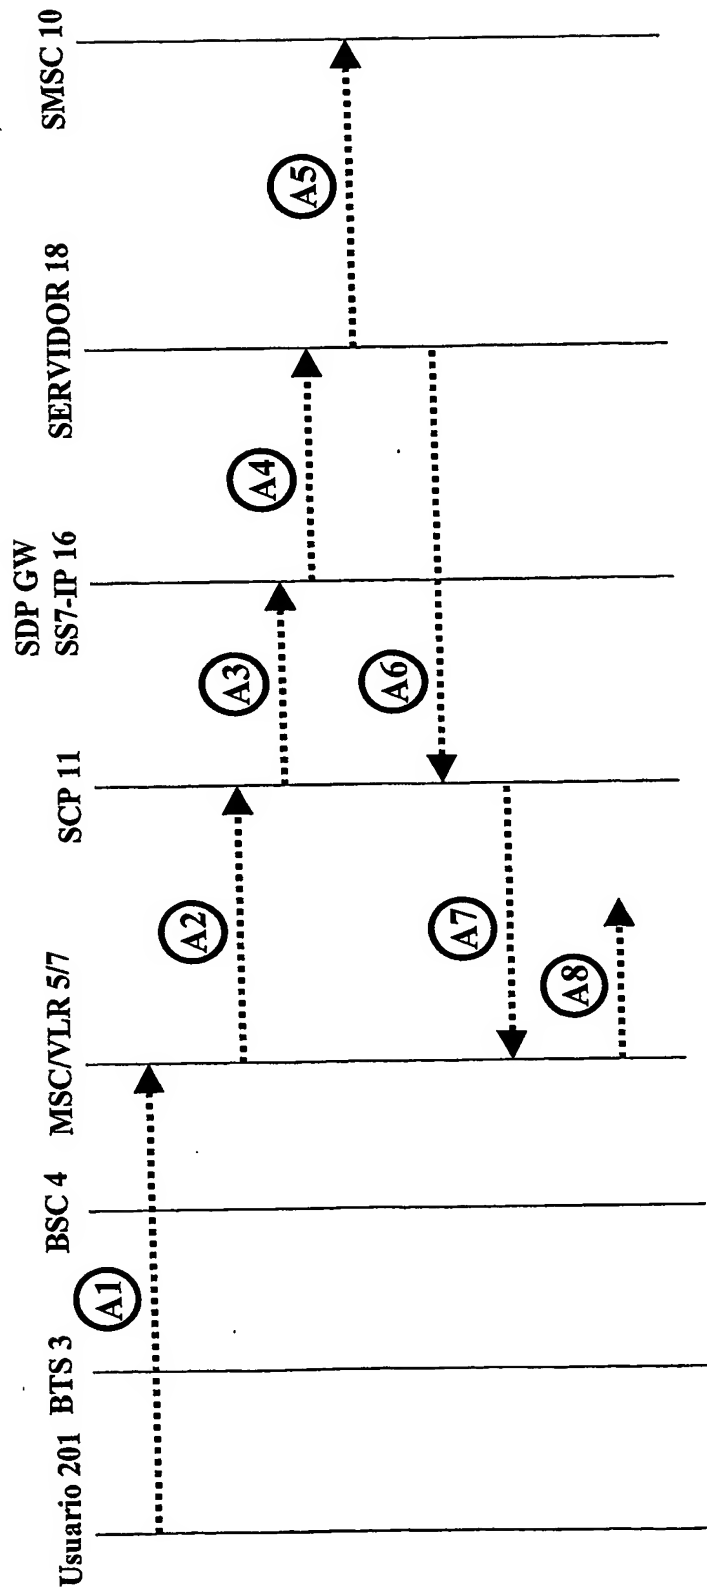 Usuario 201
BTS 3
BSC 4
MSC/VLR 5/7
SCP 11
SDP GW
SS7-IP 16
SERVIDOR 18
SMSC 10
A1
A2
A3
A4
A5
A6
A7
A8